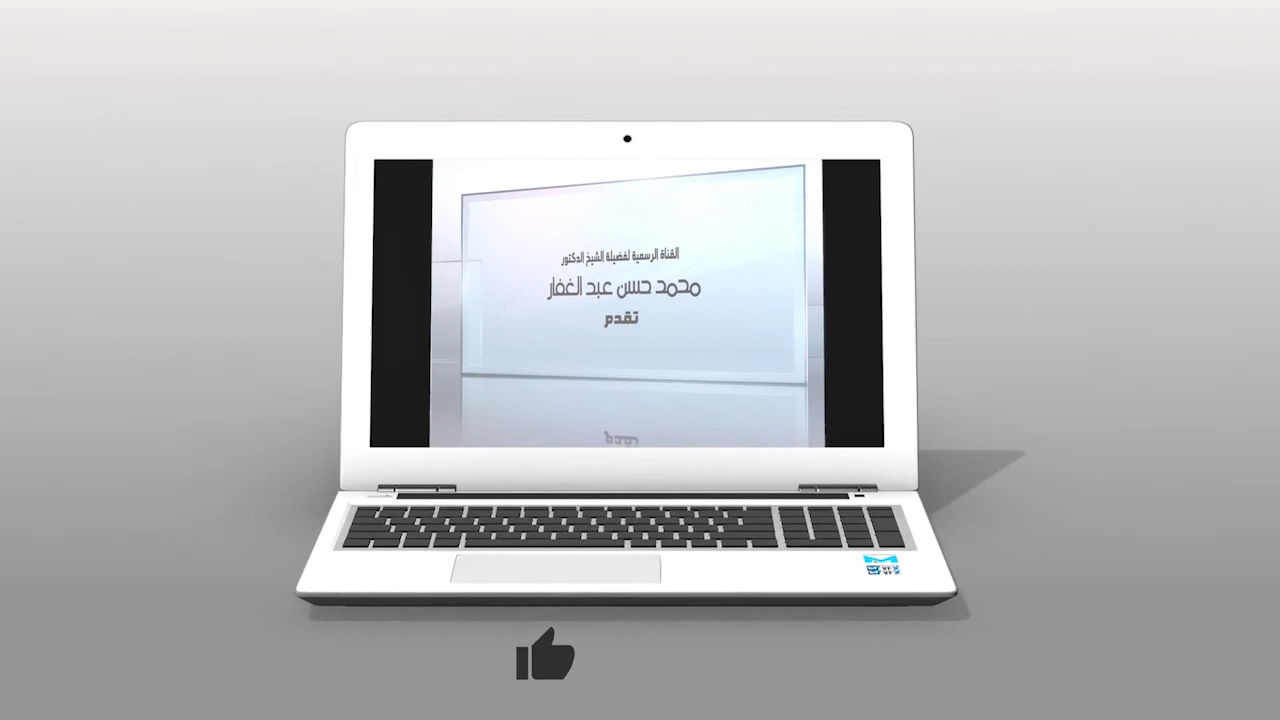 القناة الرسمية لفضيلة الشيخ الدكتور
محمد حسن عبد الغفار
تقدم